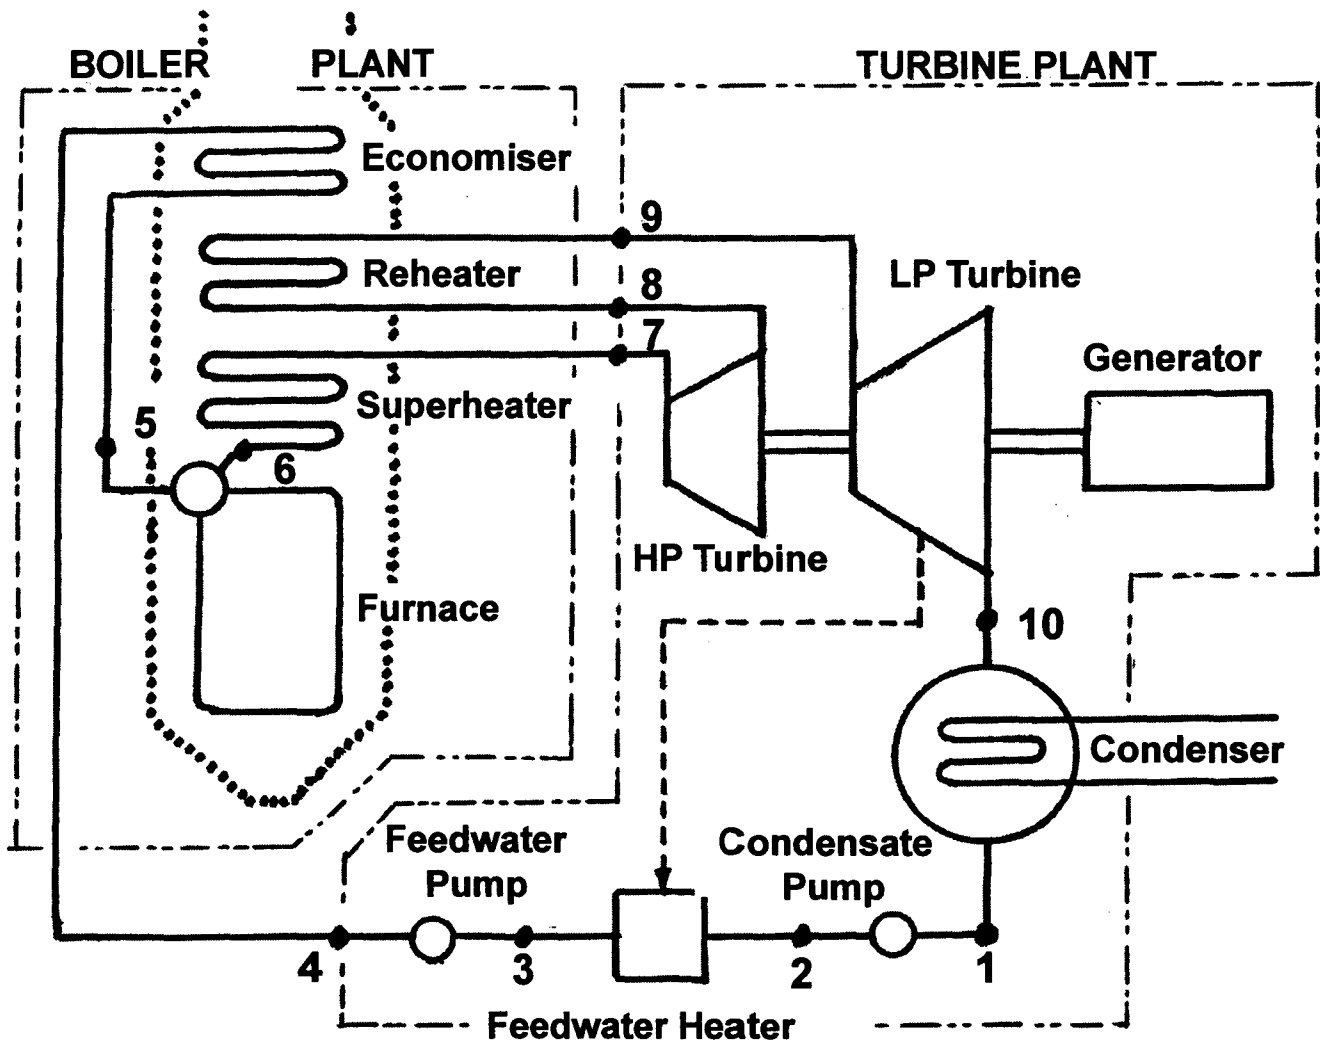 BOILER PLANT
TURBINE PLANT
Economiser
9
Reheater
LP Turbine
8
7
Generator
Superheater
5
6
HP Turbine
Furnace
10
Condenser
Feedwater
Pump
Condensate
Pump
4
3
2
1
Feedwater Heater